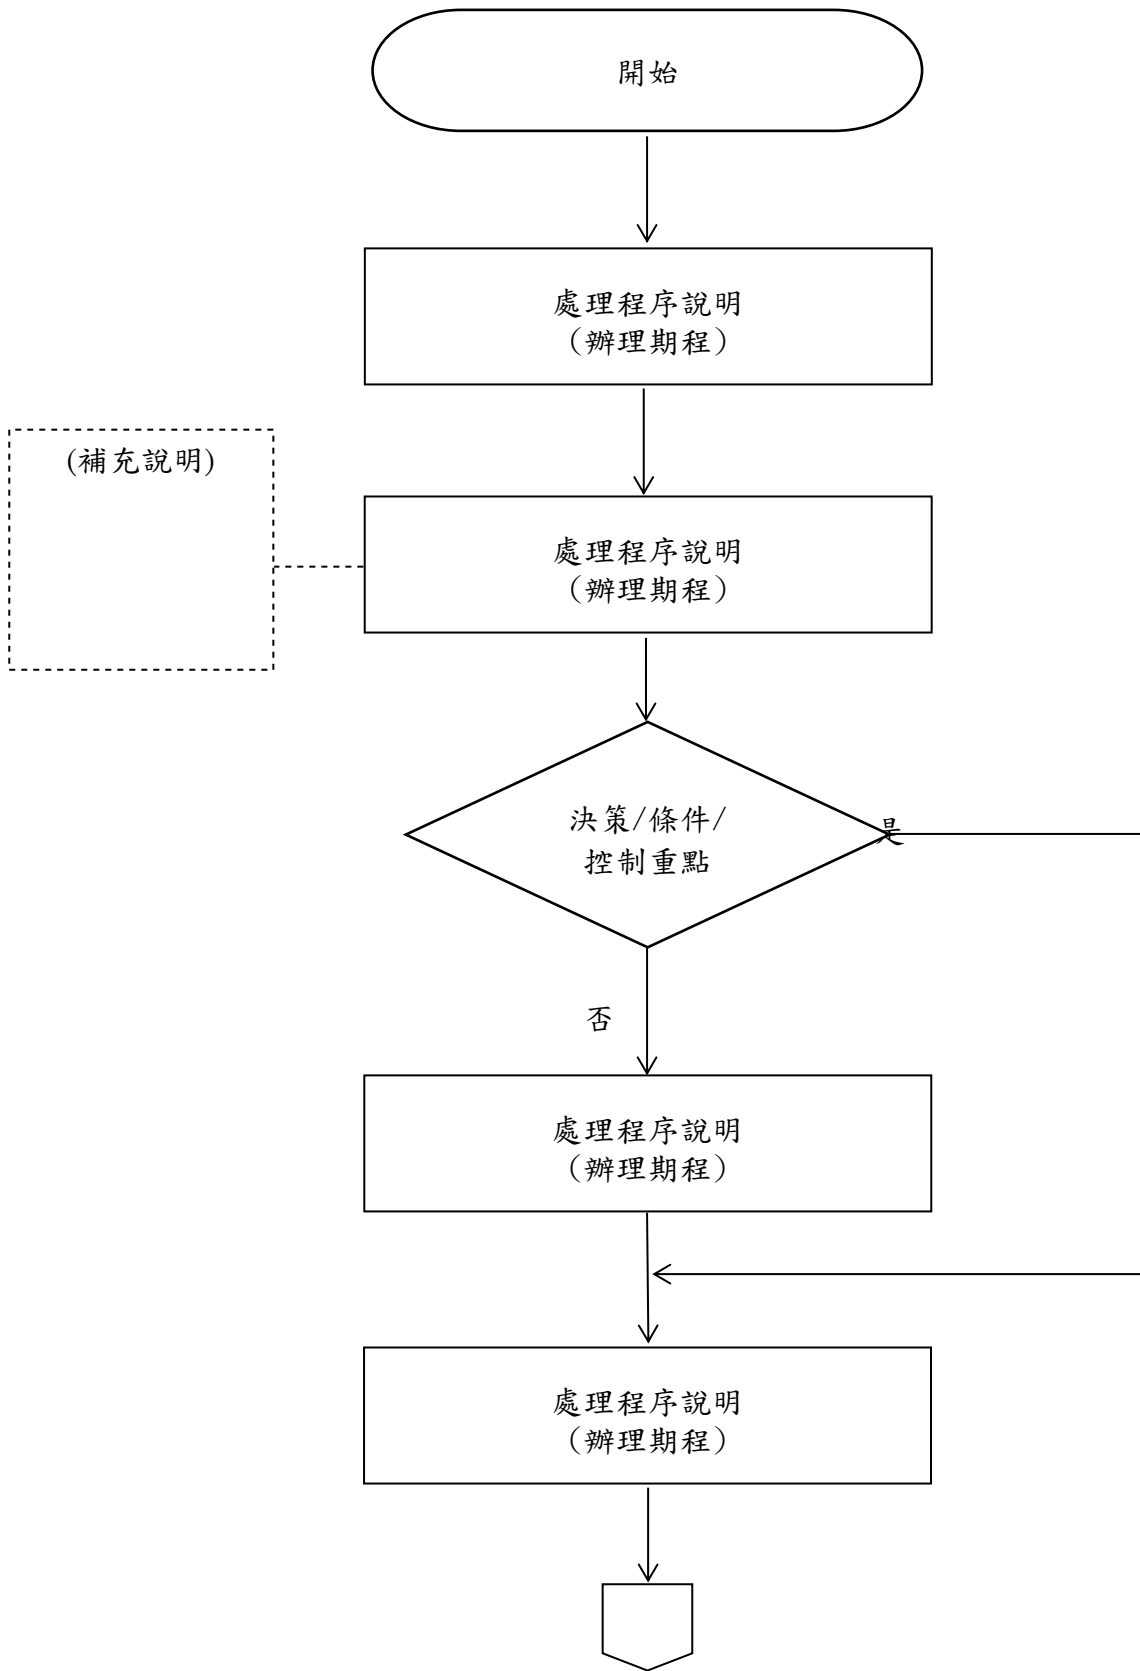 開始
處理程序說明
（辦理期程）
(補充說明)
處理程序說明
（辦理期程）
決策/條件/
控制重點
是
否
處理程序說明
（辦理期程）
處理程序說明
（辦理期程）